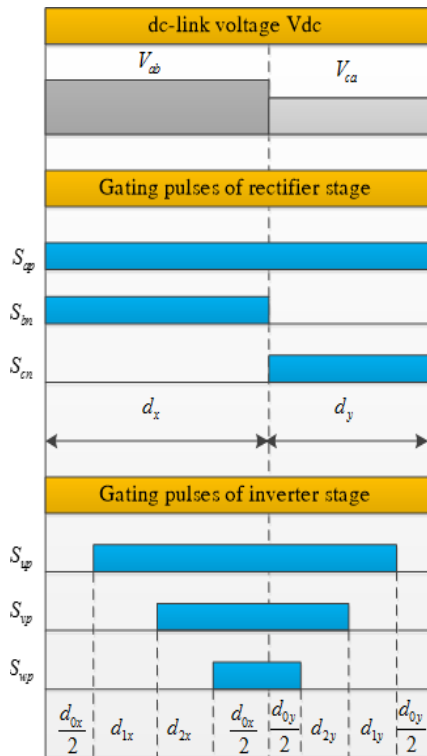 dc-link voltage Vdc
V_ab V_ca
Gating pulses of rectifier stage
S_ap
S_bn
S_cn
d_x d_y
Gating pulses of inverter stage
S_up
S_vp
S_wp
d_0x/2 d_1x d_2x d_0x/2 d_0y/2 d_2y d_1y d_0y/2